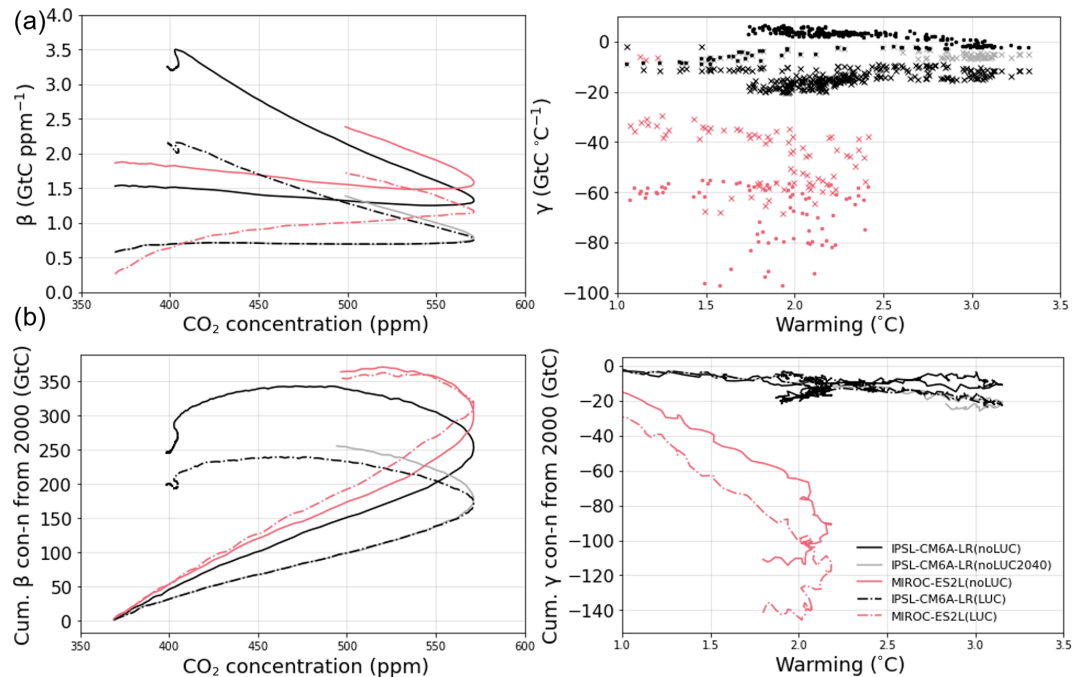 (a)
β (GtC ppm⁻¹)
4.0
3.5
3.0
2.5
2.0
1.5
1.0
0.5
0.0
350 400 450 500 550 600
CO₂ concentration (ppm)
γ (GtC °C⁻¹)
0
−20
−40
−60
−80
−100
1.0 1.5 2.0 2.5 3.0 3.5
Warming (°C)
(b)
Cum. β con-n from 2000 (GtC)
350
300
250
200
150
100
50
0
350 400 450 500 550 600
CO₂ concentration (ppm)
Cum. γ con-n from 2000 (GtC)
0
−20
−40
−60
−80
−100
−120
−140
1.0 1.5 2.0 2.5 3.0 3.5
Warming (°C)
IPSL-CM6A-LR(noLUC)
IPSL-CM6A-LR(noLUC2040)
MIROC-ES2L(noLUC)
IPSL-CM6A-LR(LUC)
MIROC-ES2L(LUC)